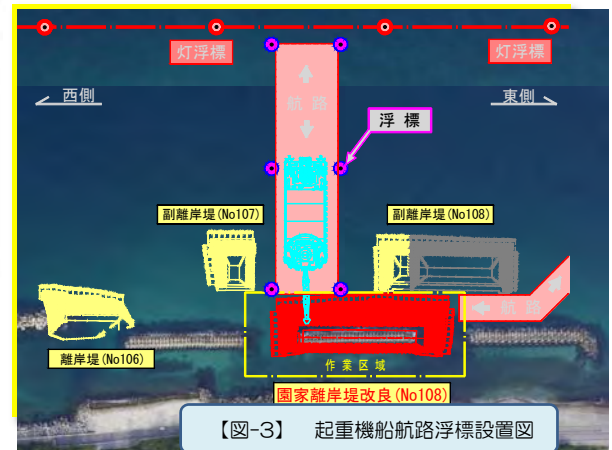 灯浮標
灯浮標
西側
航路
東側
浮標
副離岸堤(No107)
副離岸堤(No108)
航路
離岸堤(No106)
作業区域
園家離岸堤改良(No108)
【図-3】 起重機船航路浮標設置図